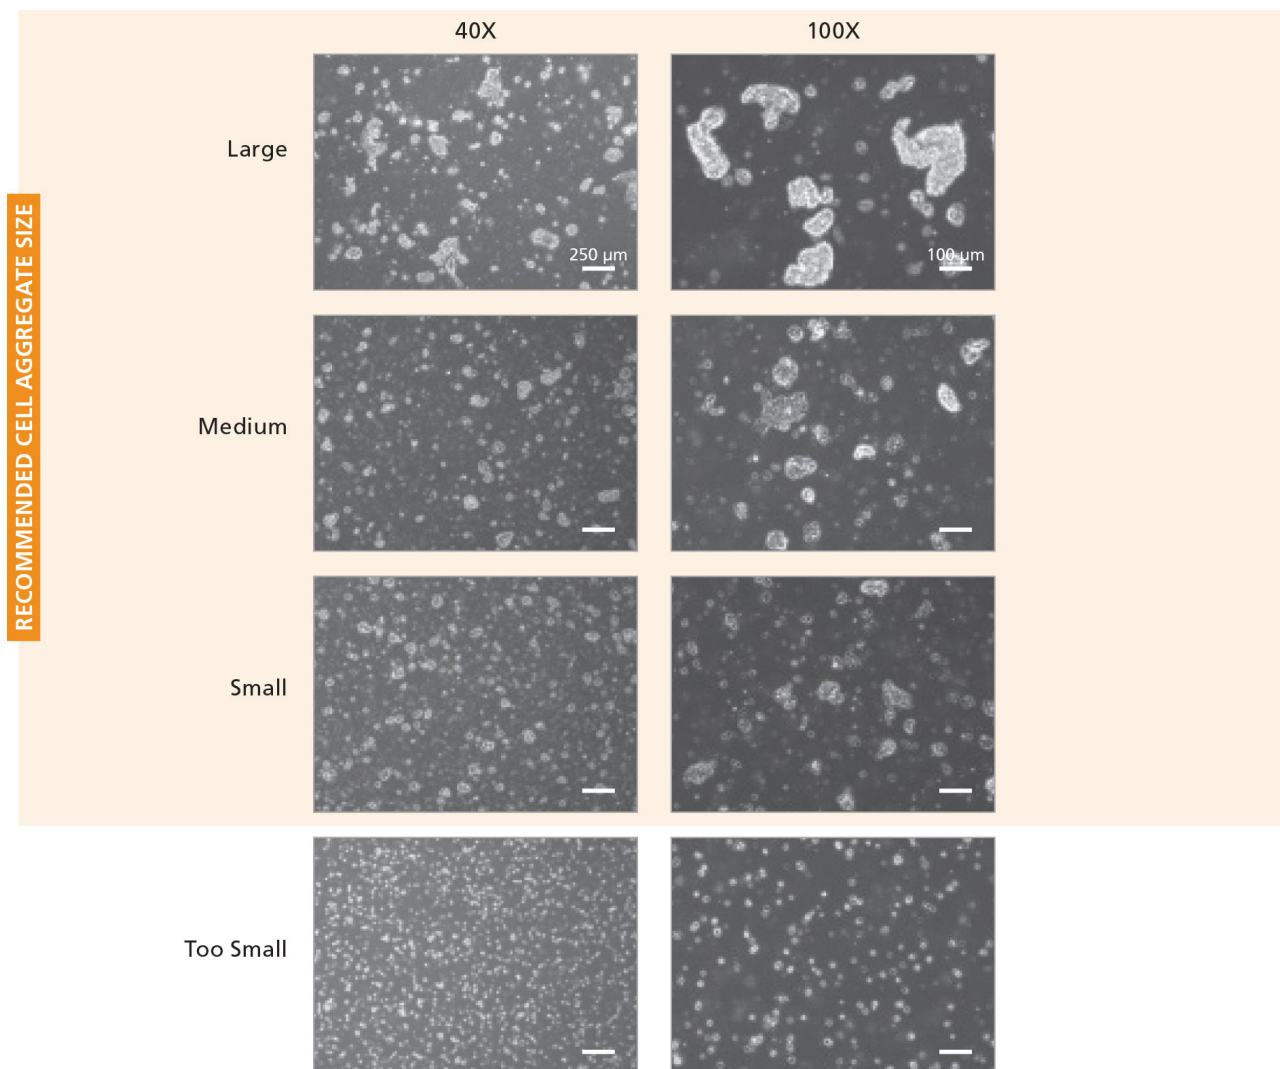 40X
100X
Large
250 µm
100 µm
RECOMMENDED CELL AGGREGATE SIZE
Medium
Small
Too Small